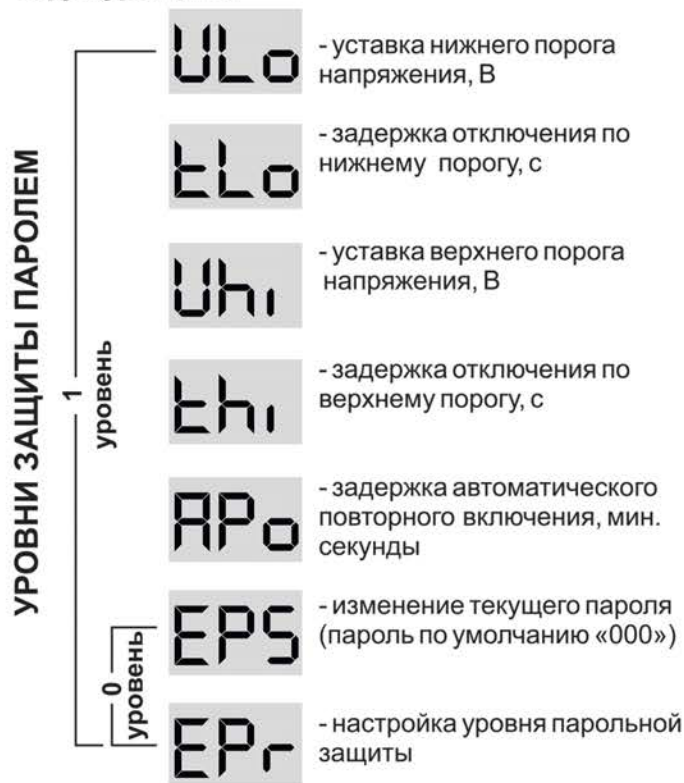 УРОВНИ ЗАЩИТЫ ПАРОЛЕМ
1
уровень
0
уровень
ULo - уставка нижнего порога
напряжения, В
tLo - задержка отключения по
нижнему порогу, с
Uhi - уставка верхнего порога
напряжения, В
thi - задержка отключения по
верхнему порогу, с
APo - задержка автоматического
повторного включения, мин.
секунды
EPS - изменение текущего пароля
(пароль по умолчанию «000»)
EPr - настройка уровня парольной
защиты